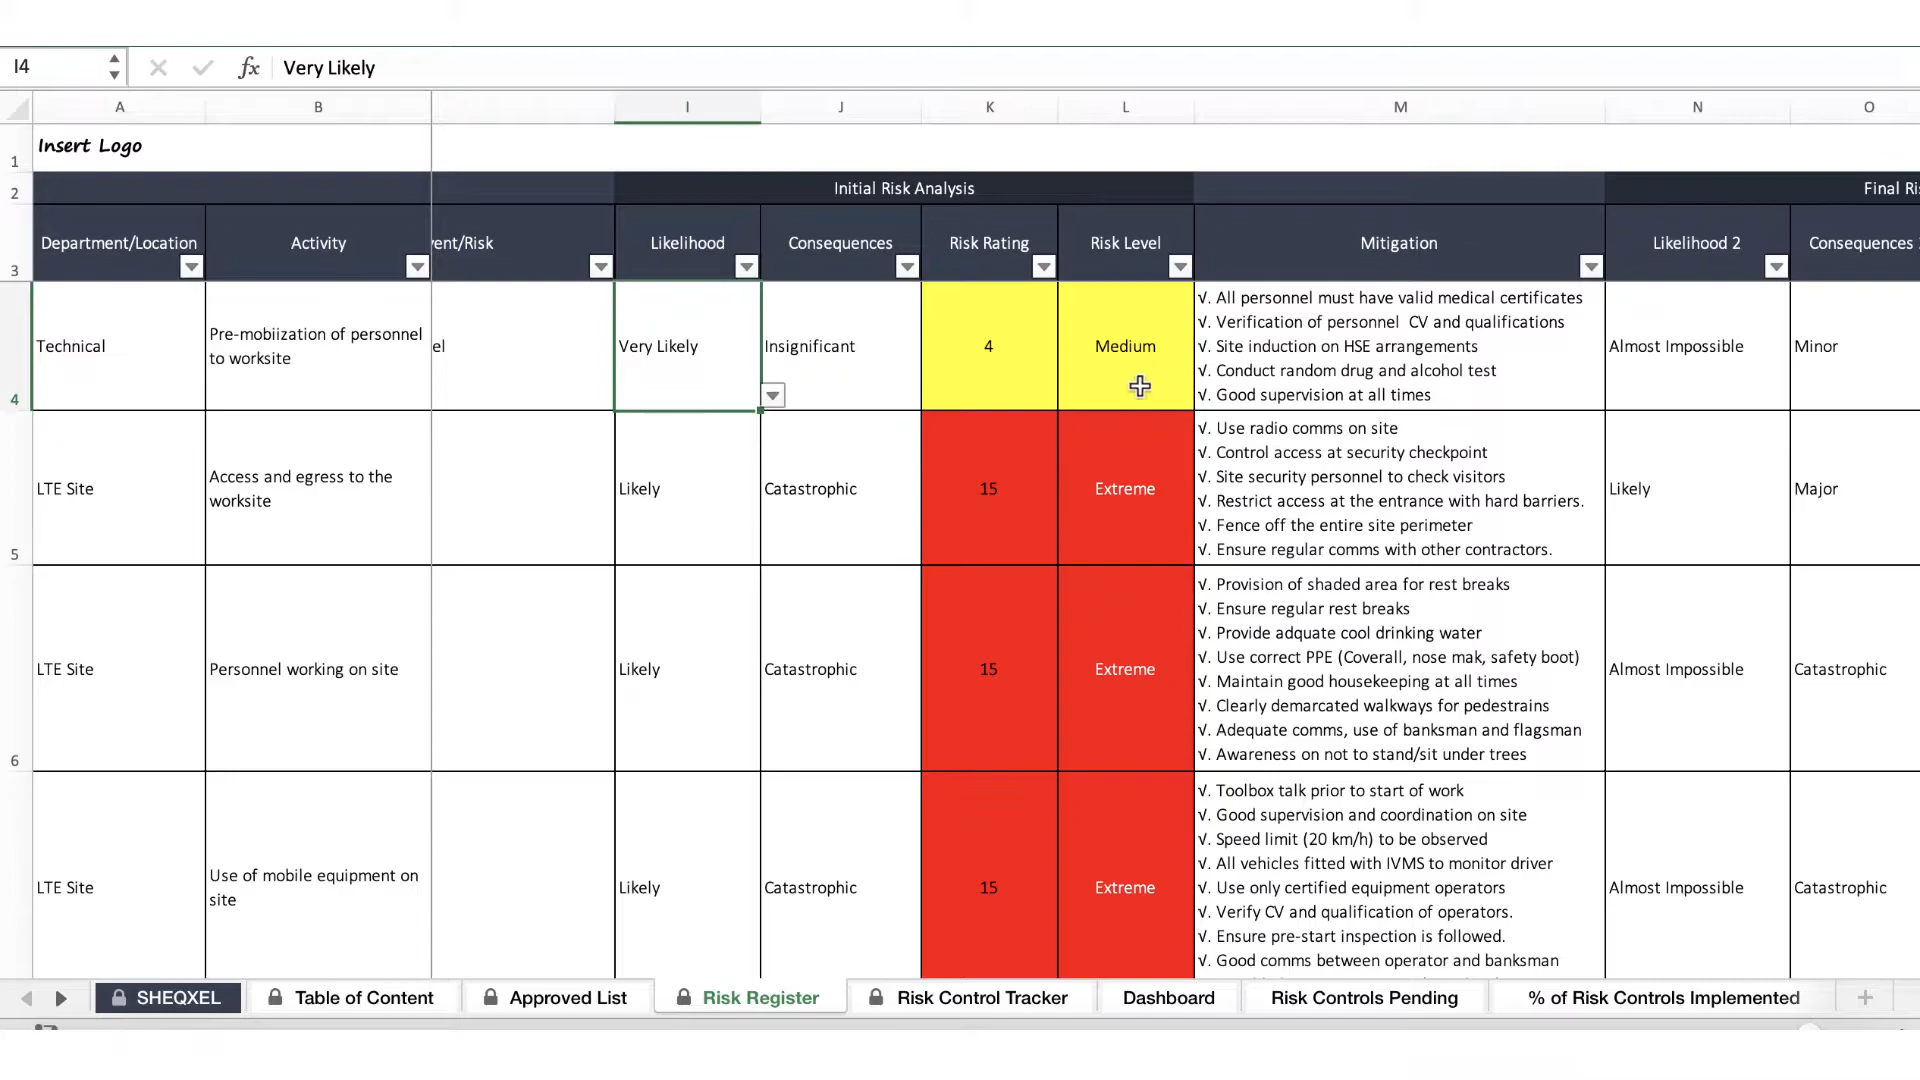 I4
fx
Very Likely
A B I J K L M N O
1
Insert Logo
2
Initial Risk Analysis
Final Ri
3
Department/Location
Activity
ent/Risk
Likelihood
Consequences
Risk Rating
Risk Level
Mitigation
Likelihood 2
Consequences
4
Technical
Pre-mobiization of personnel
to worksite
el
Very Likely
Insignificant
4
Medium
√. All personnel must have valid medical certificates
√. Verification of personnel  CV and qualifications
√. Site induction on HSE arrangements
√. Conduct random drug and alcohol test
√. Good supervision at all times
Almost Impossible
Minor
5
LTE Site
Access and egress to the
worksite
Likely
Catastrophic
15
Extreme
√. Use radio comms on site
√. Control access at security checkpoint
√. Site security personnel to check visitors
√. Restrict access at the entrance with hard barriers.
√. Fence off the entire site perimeter
√. Ensure regular comms with other contractors.
Likely
Major
6
LTE Site
Personnel working on site
Likely
Catastrophic
15
Extreme
√. Provision of shaded area for rest breaks
√. Ensure regular rest breaks
√. Provide adquate cool drinking water
√. Use correct PPE (Coverall, nose mak, safety boot)
√. Maintain good housekeeping at all times
√. Clearly demarcated walkways for pedestrains
√. Adequate comms, use of banksman and flagsman
√. Awareness on not to stand/sit under trees
Almost Impossible
Catastrophic
LTE Site
Use of mobile equipment on
site
Likely
Catastrophic
15
Extreme
√. Toolbox talk prior to start of work
√. Good supervision and coordination on site
√. Speed limit (20 km/h) to be observed
√. All vehicles fitted with IVMS to monitor driver
√. Use only certified equipment operators
√. Verify CV and qualification of operators.
√. Ensure pre-start inspection is followed.
√. Good comms between operator and banksman
Almost Impossible
Catastrophic
SHEQXEL
Table of Content
Approved List
Risk Register
Risk Control Tracker
Dashboard
Risk Controls Pending
% of Risk Controls Implemented